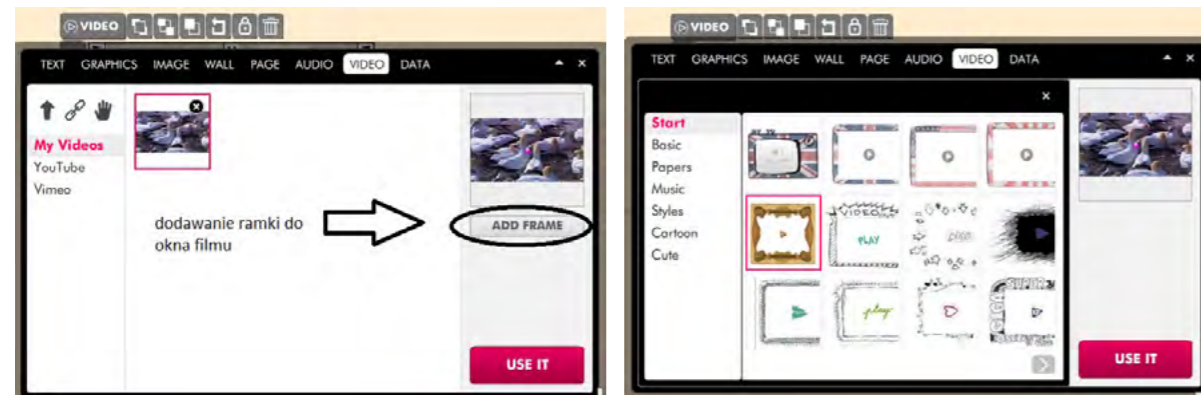 VIDEO
TEXT GRAPHICS IMAGE WALL PAGE AUDIO VIDEO DATA
My Videos
YouTube
Vimeo
dodawanie ramki do
okna filmu
ADD FRAME
USE IT
VIDEO
TEXT GRAPHICS IMAGE WALL PAGE AUDIO VIDEO DATA
Start
Basic
Papers
Music
Styles
Cartoon
Cute
VIDEO
PLAY
play
USE IT